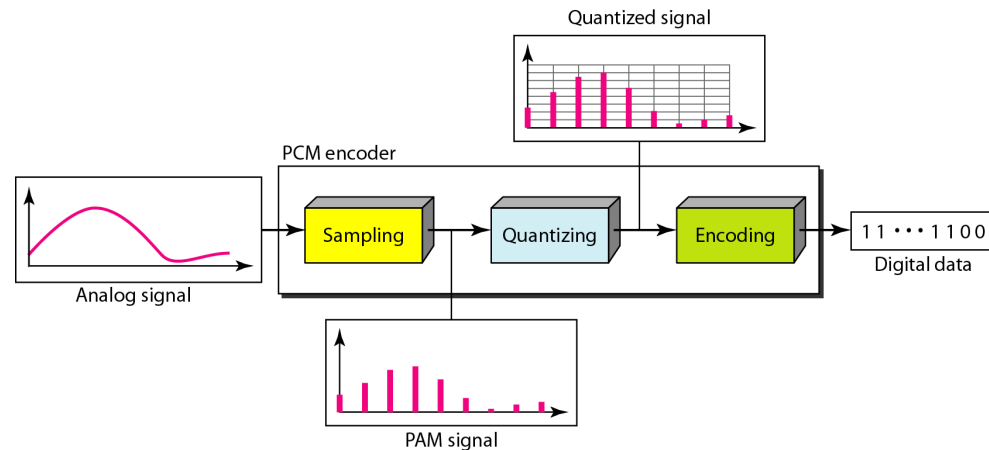 Quantized signal
PCM encoder
Sampling
Quantizing
Encoding
11 ••• 1100
Digital data
Analog signal
PAM signal